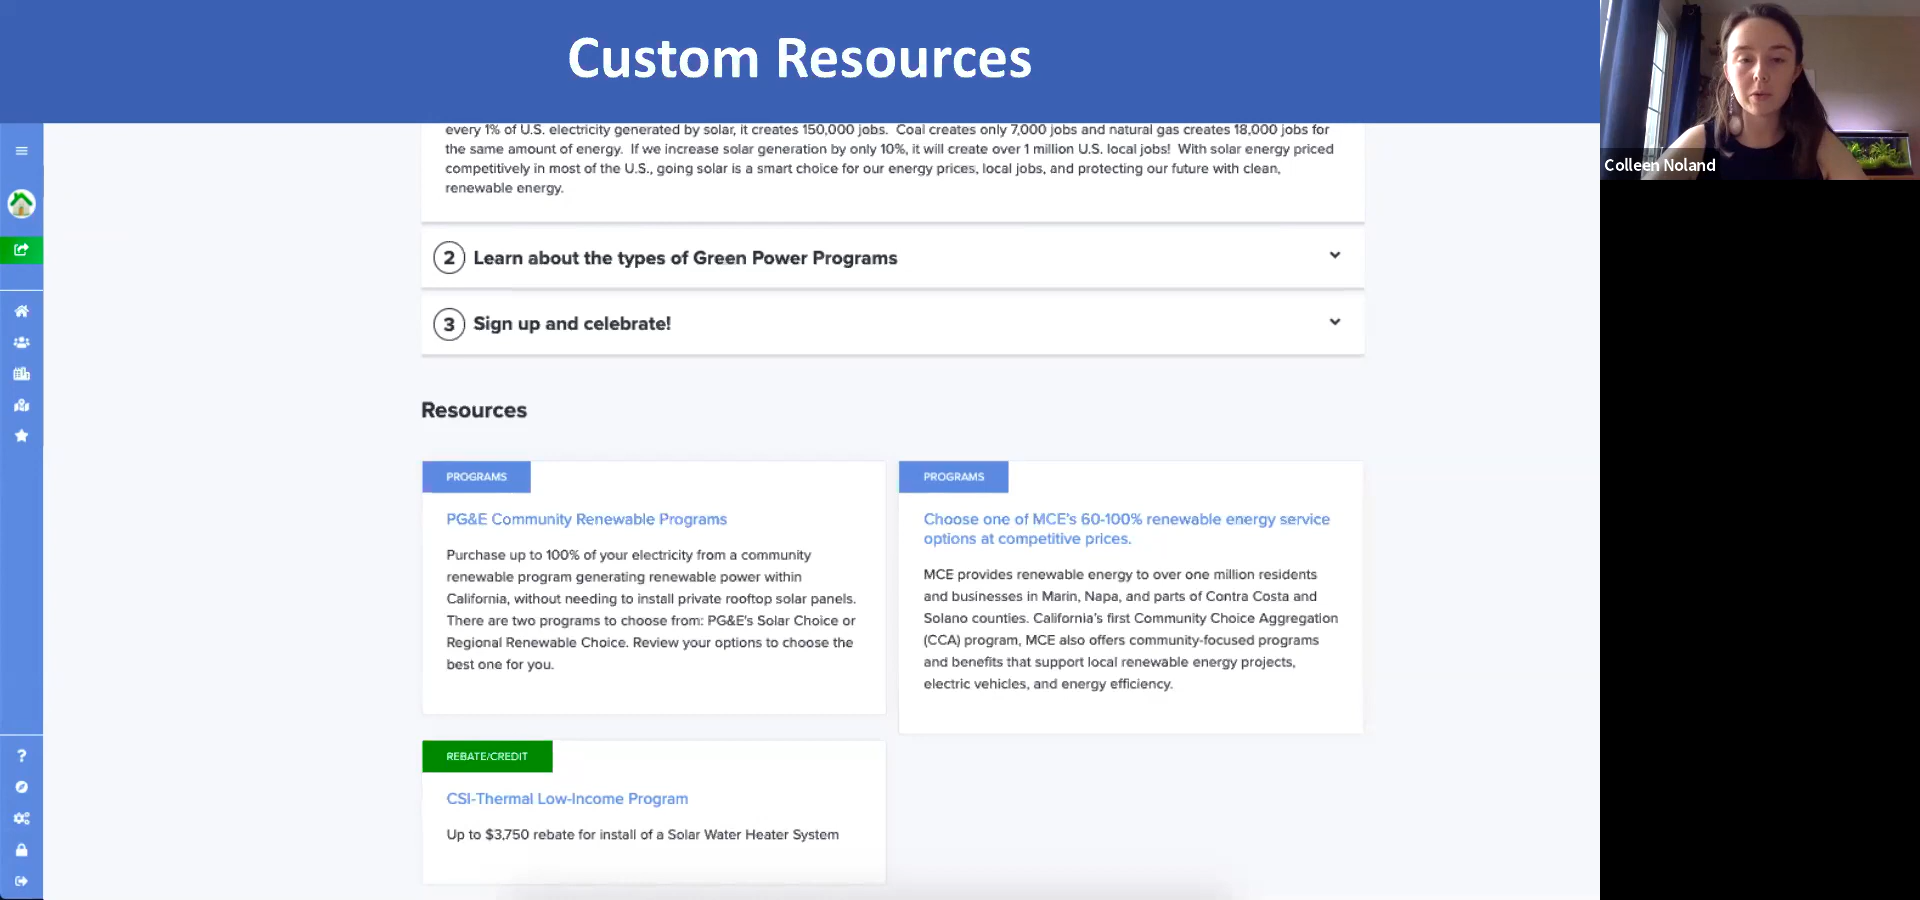 Custom Resources
Colleen Noland
every 1% of U.S. electricity generated by solar, it creates 150,000 jobs. Coal creates only 7,000 jobs and natural gas creates 18,000 jobs for
the same amount of energy. If we increase solar generation by only 10%, it will create over 1 million U.S. local jobs! With solar energy priced
competitively in most of the U.S., going solar is a smart choice for our energy prices, local jobs, and protecting our future with clean,
renewable energy.
2 Learn about the types of Green Power Programs
3 Sign up and celebrate!
Resources
PROGRAMS
PG&E Community Renewable Programs
Purchase up to 100% of your electricity from a community
renewable program generating renewable power within
California, without needing to install private rooftop solar panels.
There are two programs to choose from: PG&E's Solar Choice or
Regional Renewable Choice. Review your options to choose the
best one for you.
PROGRAMS
Choose one of MCE's 60-100% renewable energy service
options at competitive prices.
MCE provides renewable energy to over one million residents
and businesses in Marin, Napa, and parts of Contra Costa and
Solano counties. California's first Community Choice Aggregation
(CCA) program, MCE also offers community-focused programs
and benefits that support local renewable energy projects,
electric vehicles, and energy efficiency.
REBATE/CREDIT
CSI-Thermal Low-Income Program
Up to $3,750 rebate for install of a Solar Water Heater System
?